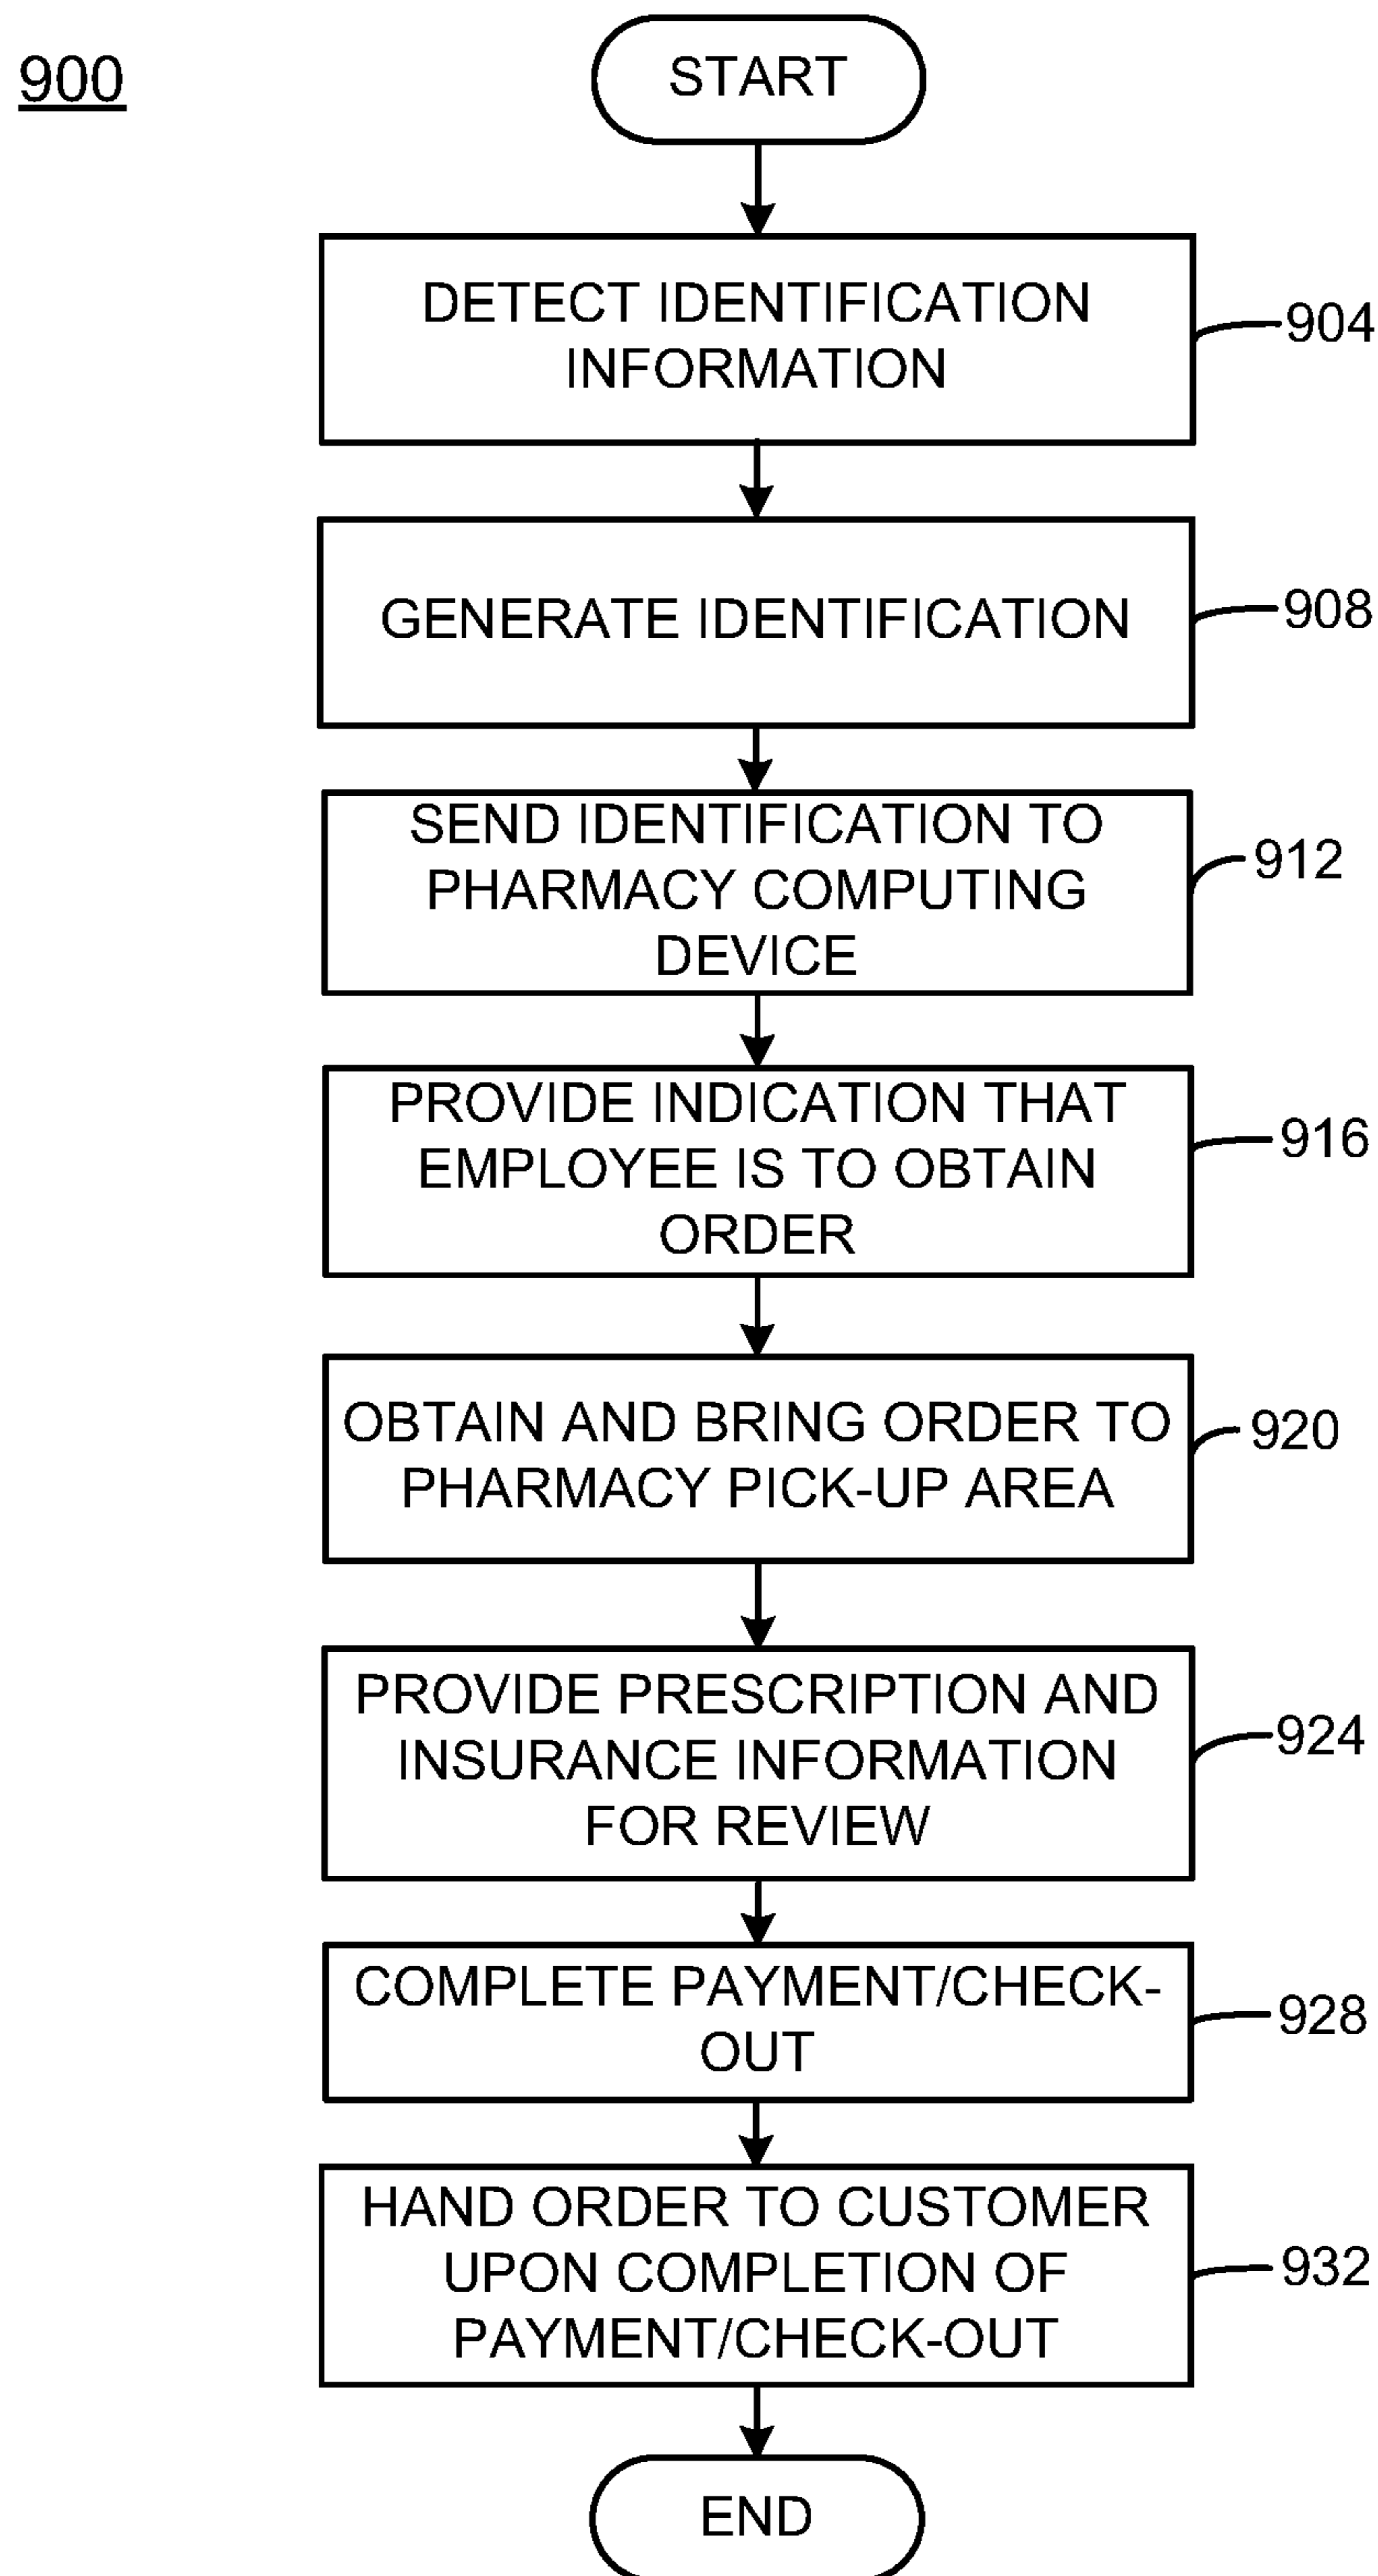 900
START
DETECT IDENTIFICATION
INFORMATION
904
GENERATE IDENTIFICATION
908
SEND IDENTIFICATION TO
PHARMACY COMPUTING
DEVICE
912
PROVIDE INDICATION THAT
EMPLOYEE IS TO OBTAIN
ORDER
916
OBTAIN AND BRING ORDER TO
PHARMACY PICK-UP AREA
920
PROVIDE PRESCRIPTION AND
INSURANCE INFORMATION
FOR REVIEW
924
COMPLETE PAYMENT/CHECK-
OUT
928
HAND ORDER TO CUSTOMER
UPON COMPLETION OF
PAYMENT/CHECK-OUT
932
END